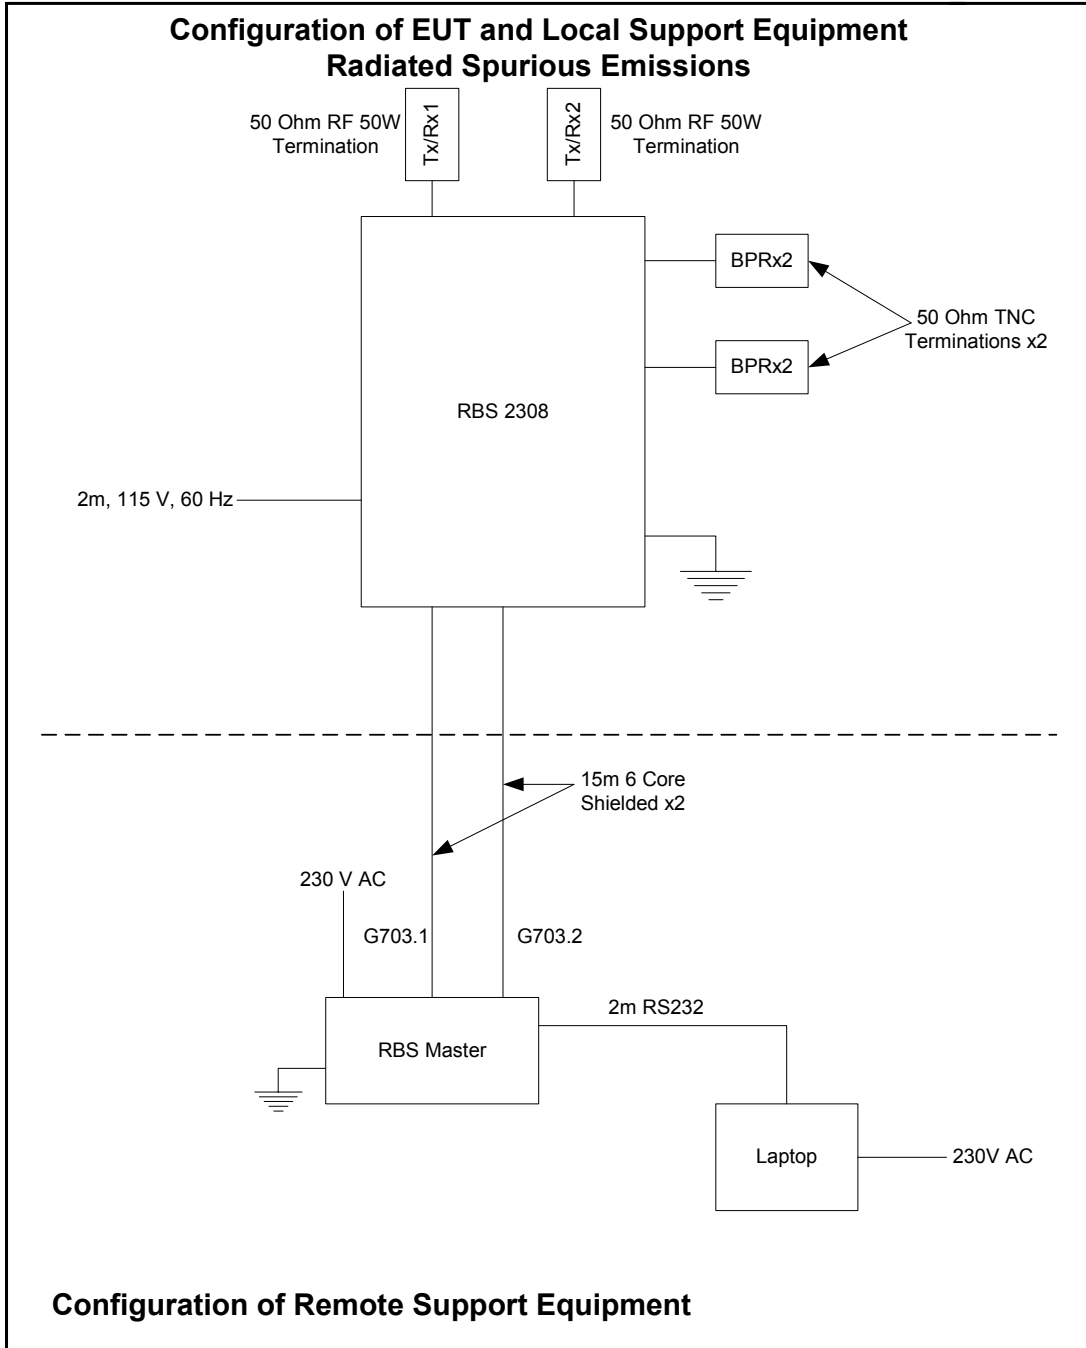 Configuration of EUT and Local Support Equipment
Radiated Spurious Emissions
50 Ohm RF 50W
Termination
Tx/Rx1
Tx/Rx2
50 Ohm RF 50W
Termination
BPRx2
50 Ohm TNC
Terminations x2
BPRx2
RBS 2308
2m, 115 V, 60 Hz
15m 6 Core
Shielded x2
230 V AC
G703.1
G703.2
2m RS232
RBS Master
Laptop
230V AC
Configuration of Remote Support Equipment